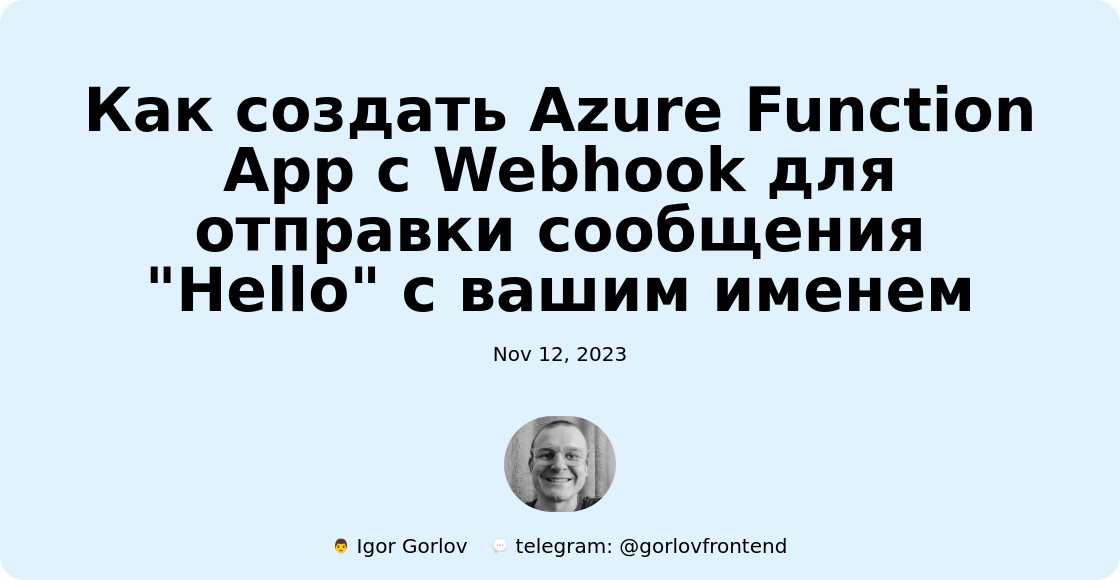 Как создать Azure Function
App с Webhook для
отправки сообщения
"Hello" с вашим именем
Nov 12, 2023
👨 Igor Gorlov 💬 telegram: @gorlovfrontend